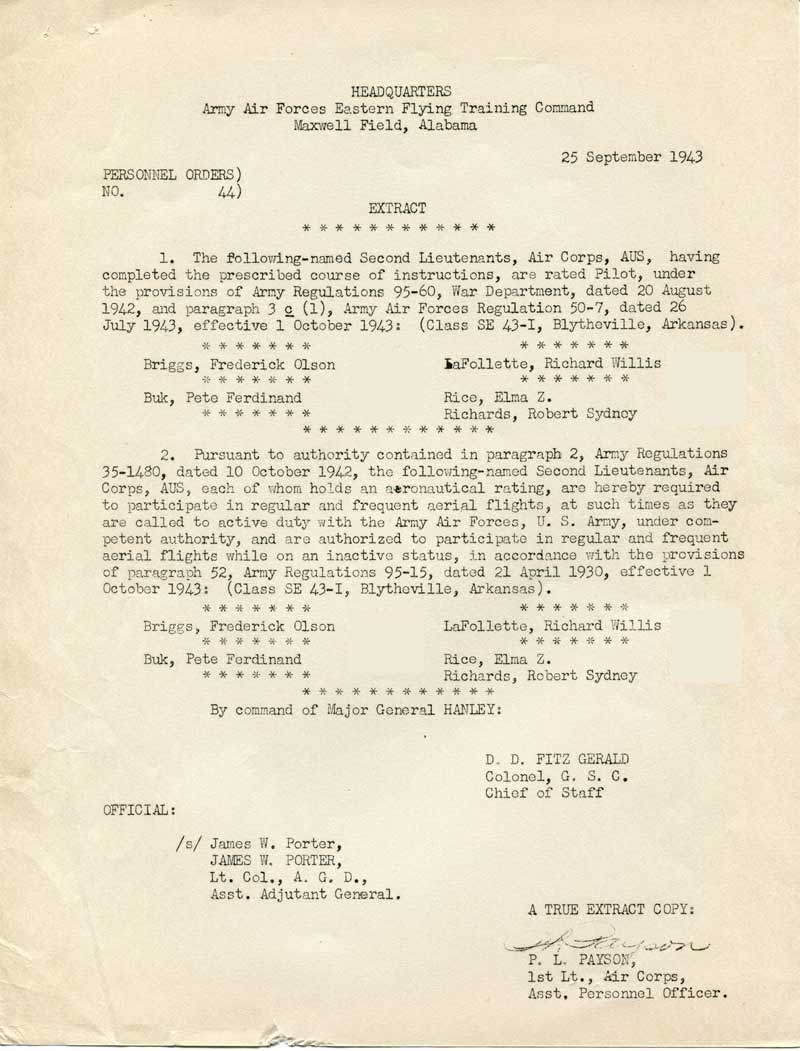 HEADQUARTERS
Army Air Forces Eastern Flying Training Command
Maxwell Field, Alabama
25 September 1943
PERSONNEL ORDERS)
NO. 44)
EXTRACT
* * * * * * * * * * * *
1. The following-named Second Lieutenants, Air Corps, AUS, having
completed the prescribed course of instructions, are rated Pilot, under
the provisions of Army Regulations 95-60, War Department, dated 20 August
1942, and paragraph 3 c (1), Army Air Forces Regulation 50-7, dated 26
July 1943, effective 1 October 1943: (Class SE 43-I, Blytheville, Arkansas).
* * * * * * * * * * * * * *
Briggs, Frederick Olson LaFollette, Richard Willis
* * * * * * * * * * * * * *
Buk, Pete Ferdinand Rice, Elma Z.
* * * * * * * Richards, Robert Sydney
* * * * * * * * * * * *
2. Pursuant to authority contained in paragraph 2, Army Regulations
35-1480, dated 10 October 1942, the following-named Second Lieutenants, Air
Corps, AUS, each of whom holds an aeronautical rating, are hereby required
to participate in regular and frequent aerial flights, at such times as they
are called to active duty with the Army Air Forces, U. S. Army, under com-
petent authority, and are authorized to participate in regular and frequent
aerial flights while on an inactive status, in accordance with the provisions
of paragraph 52, Army Regulations 95-15, dated 21 April 1930, effective 1
October 1943: (Class SE 43-I, Blytheville, Arkansas).
* * * * * * * * * * * * * *
Briggs, Frederick Olson LaFollette, Richard Willis
* * * * * * * * * * * * * *
Buk, Pete Ferdinand Rice, Elma Z.
* * * * * * * Richards, Robert Sydney
* * * * * * * * * * * *
By command of Major General HANLEY:
D. D. FITZ GERALD
Colonel, G. S. C.
Chief of Staff
OFFICIAL:
/s/ James W. Porter,
JAMES W. PORTER,
Lt. Col., A. G. D.,
Asst. Adjutant General.
A TRUE EXTRACT COPY:
P. L. PAYSON,
1st Lt., Air Corps,
Asst. Personnel Officer.